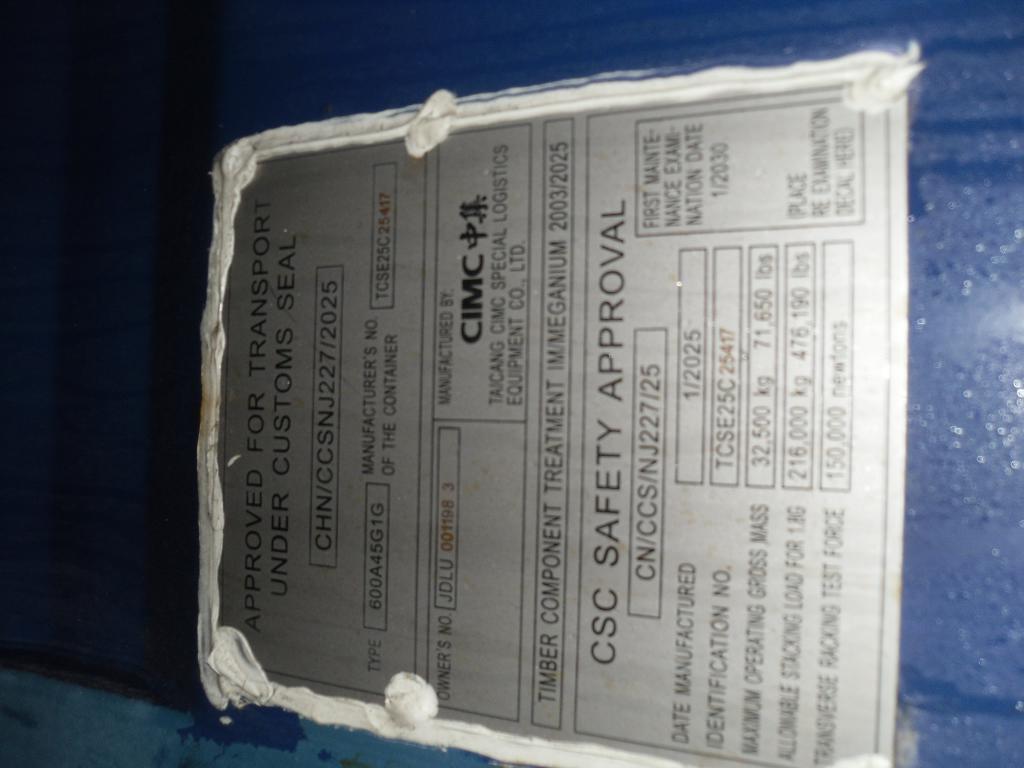 APPROVED FOR TRANSPORT
UNDER CUSTOMS SEAL
CHN/CCSNJ227/2025
TYPE 600A45G1G MANUFACTURER'S NO. OF THE CONTAINER TCSE25C25417
OWNER'S NO. JDLU 001198 3
MANUFACTURED BY:
CIMC中集
TAICANG CIMC SPECIAL LOGISTICS
EQUIPMENT CO., LTD.
TIMBER COMPONENT TREATMENT IM/MEGANIUM 2003/2025
CSC SAFETY APPROVAL
CN/CCS/NJ227/25
DATE MANUFACTURED 1/2025
IDENTIFICATION NO. TCSE25C25417
MAXIMUM OPERATING GROSS MASS 32,500 kg 71,650 lbs
ALLOWABLE STACKING LOAD FOR 1.8G 216,000 kg 476,190 lbs
TRANSVERSE RACKING TEST FORCE 150,000 newtons
FIRST MAINTE-
NANCE EXAMI-
NATION DATE
1/2030
(PLACE
RE EXAMINATION
DECAL HERE)